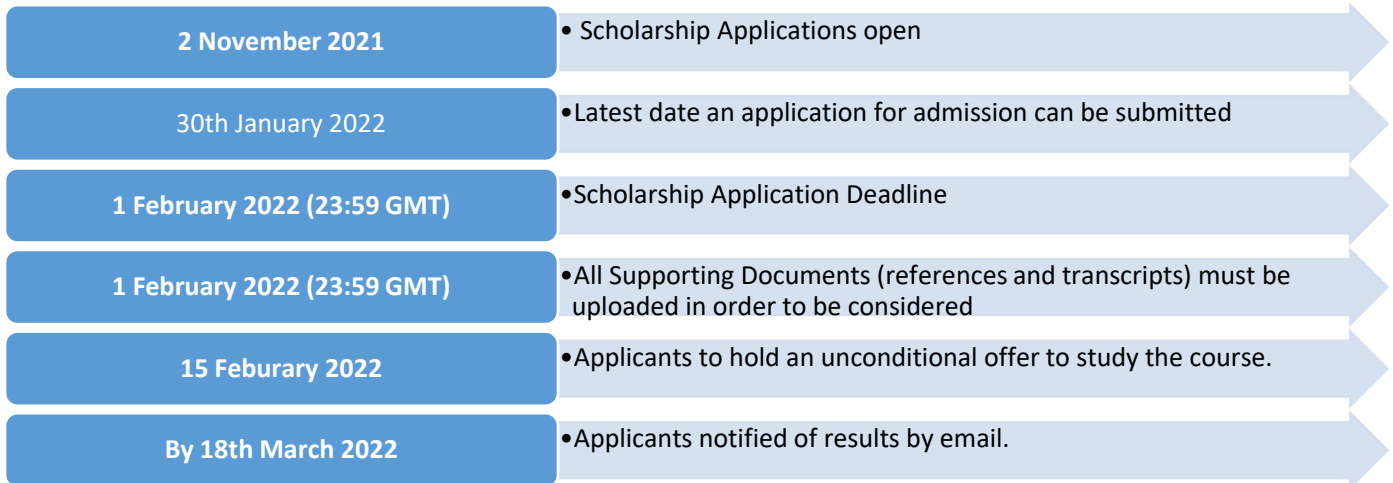 2 November 2021
• Scholarship Applications open
30th January 2022
•Latest date an application for admission can be submitted
1 February 2022 (23:59 GMT)
•Scholarship Application Deadline
1 February 2022 (23:59 GMT)
•All Supporting Documents (references and transcripts) must be
uploaded in order to be considered
15 Feburary 2022
•Applicants to hold an unconditional offer to study the course.
By 18th March 2022
•Applicants notified of results by email.